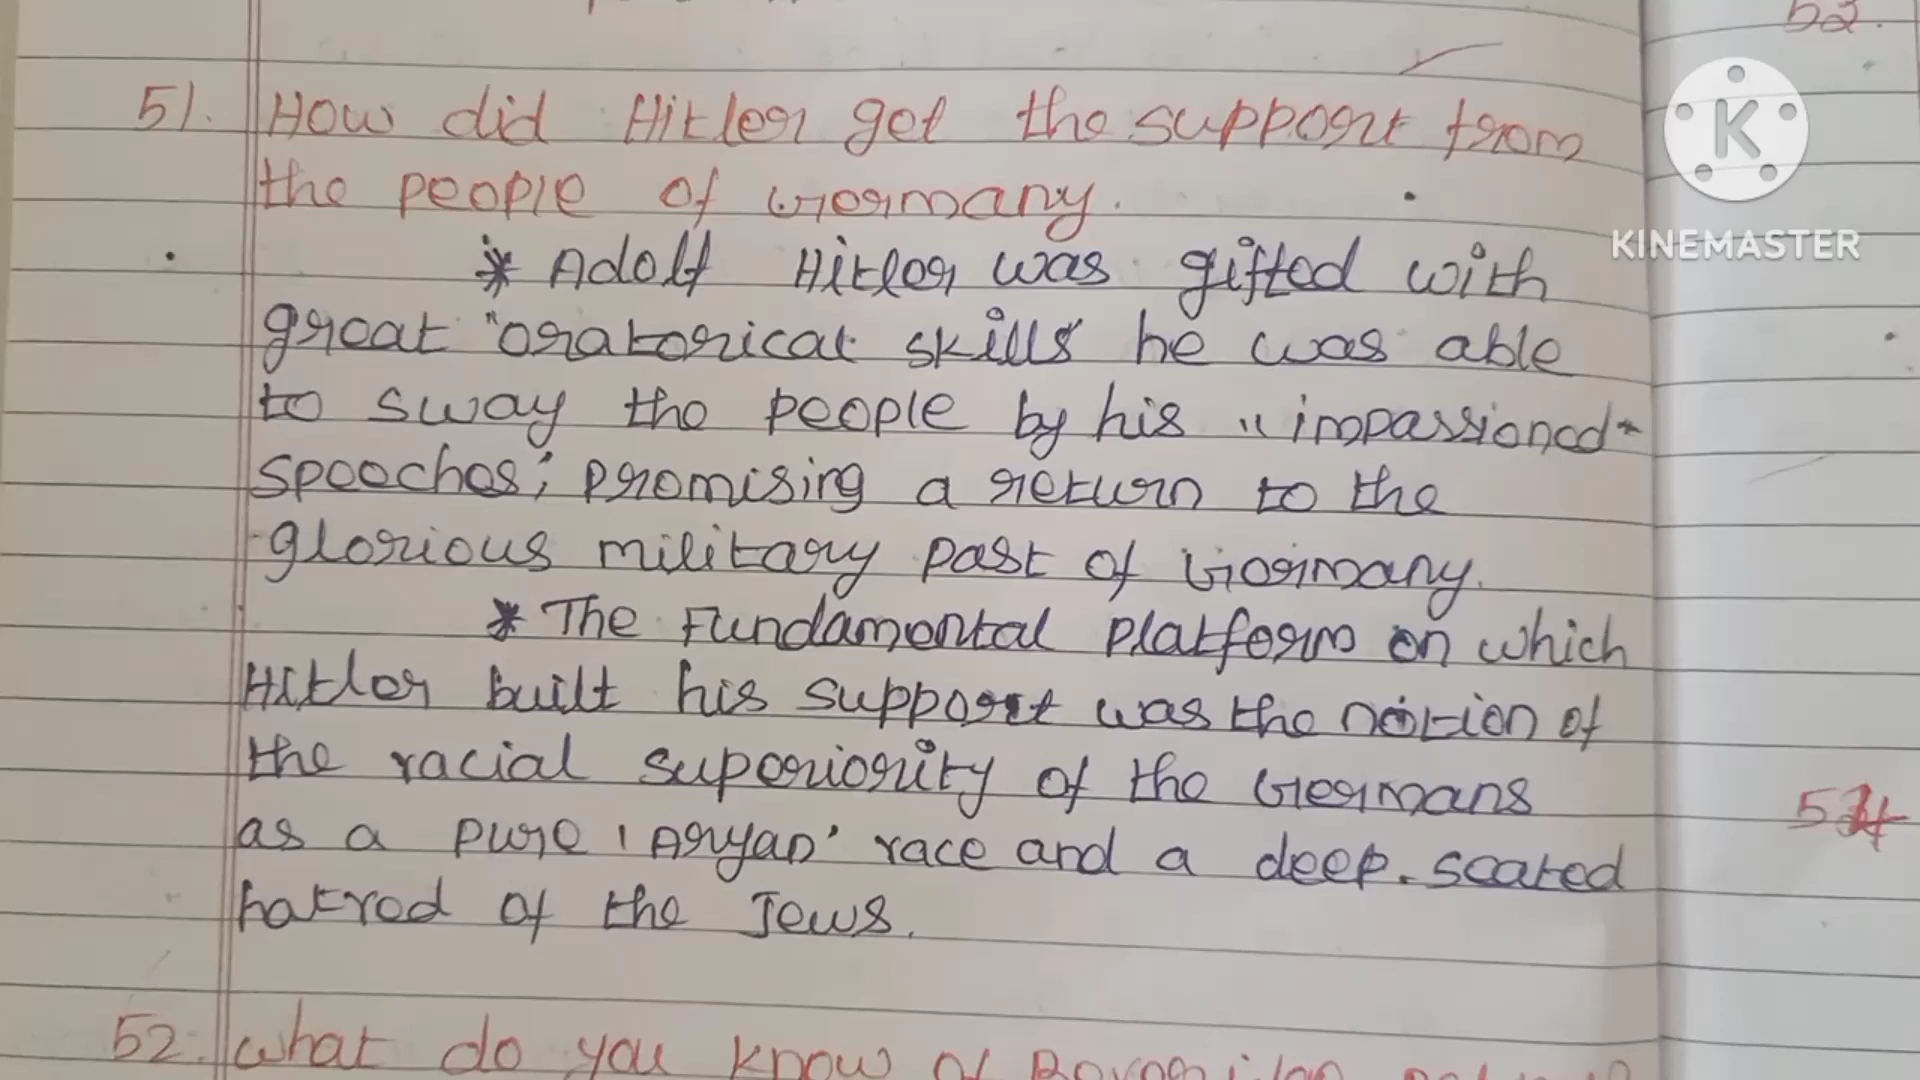 52.
51. How did Hitler get the support from
the people of Germany.
* Adolf Hitler was gifted with
great "oratorical skills" he was able
to sway the people by his "impassioned
speeches", promising a return to the
glorious military past of Germany.
* The Fundamental Platform on which
Hitler built his support was the notion of
the racial superiority of the Germans
as a pure 'Aryan' race and a deep-seated
hatred of the Jews.
52. What do you know of
KINEMASTER